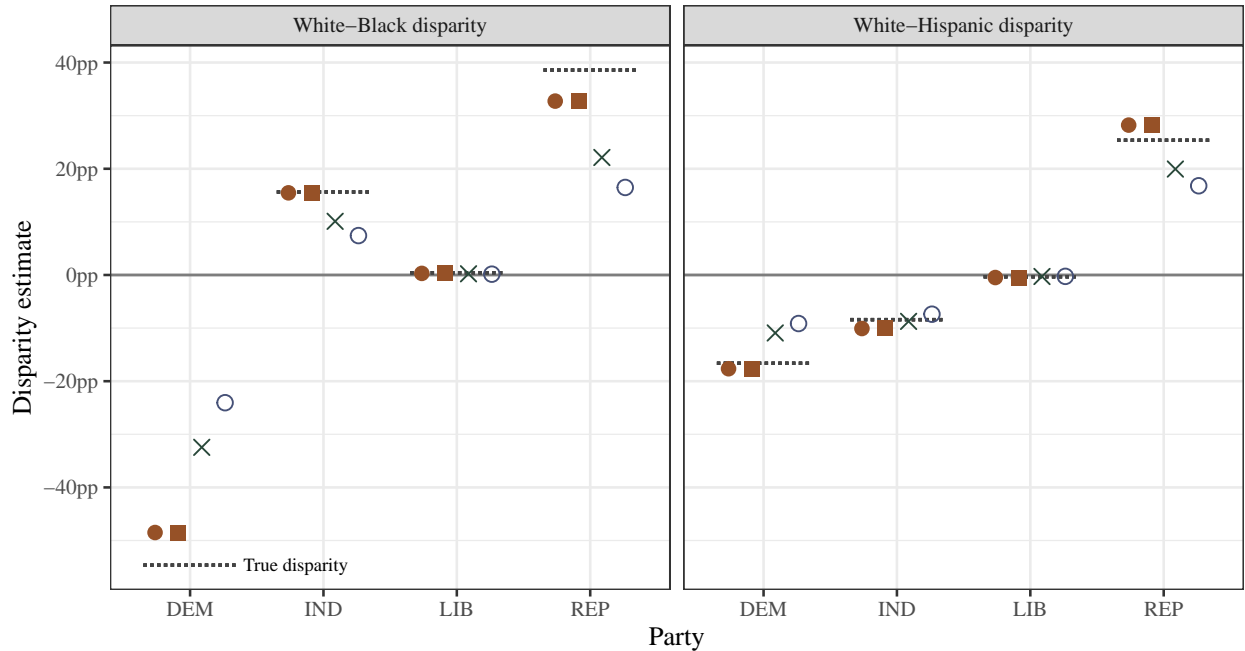 White−Black disparity
White−Hispanic disparity
Disparity estimate
40pp
20pp
0pp
−20pp
−40pp
True disparity
DEM IND LIB REP
DEM IND LIB REP
Party